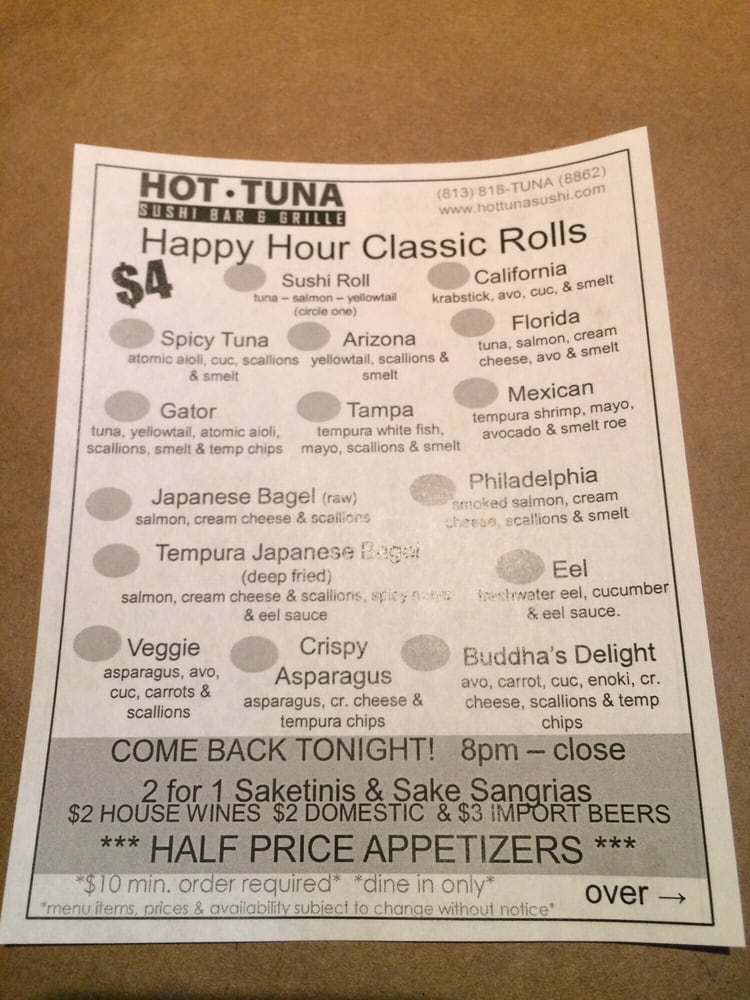 HOT • TUNA
SUSHI BAR & GRILLE
(813) 818-TUNA (8862)
www.hottunasushi.com
Happy Hour Classic Rolls
$4
Sushi Roll
tuna – salmon – yellowtail
(circle one)
California
krabstick, avo, cuc, & smelt
Spicy Tuna
atomic aioli, cuc, scallions
& smelt
Arizona
yellowtail, scallions &
smelt
Florida
tuna, salmon, cream
cheese, avo & smelt
Gator
tuna, yellowtail, atomic aioli,
scallions, smelt & temp chips
Tampa
tempura white fish,
mayo, scallions & smelt
Mexican
tempura shrimp, mayo,
avocado & smelt roe
Japanese Bagel (raw)
salmon, cream cheese & scallions
Philadelphia
smoked salmon, cream
cheese, scallions & smelt
Tempura Japanese Bagel
(deep fried)
salmon, cream cheese & scallions, spicy mayo
& eel sauce
Eel
freshwater eel, cucumber
& eel sauce.
Veggie
asparagus, avo,
cuc, carrots &
scallions
Crispy
Asparagus
asparagus, cr. cheese &
tempura chips
Buddha's Delight
avo, carrot, cuc, enoki, cr.
cheese, scallions & temp
chips
COME BACK TONIGHT! 8pm – close
2 for 1 Saketinis & Sake Sangrias
$2 HOUSE WINES $2 DOMESTIC & $3 IMPORT BEERS
*** HALF PRICE APPETIZERS ***
*$10 min. order required* *dine in only*
*menu items, prices & availability subject to change without notice*
over →